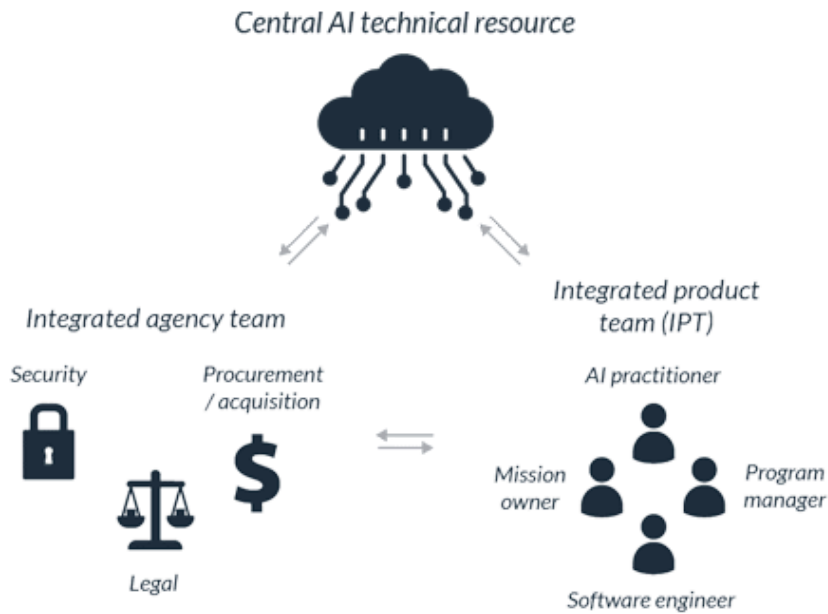 Central AI technical resource
Integrated agency team
Security
Procurement
/ acquisition
$
Legal
Integrated product
team (IPT)
AI practitioner
Mission
owner
Program
manager
Software engineer